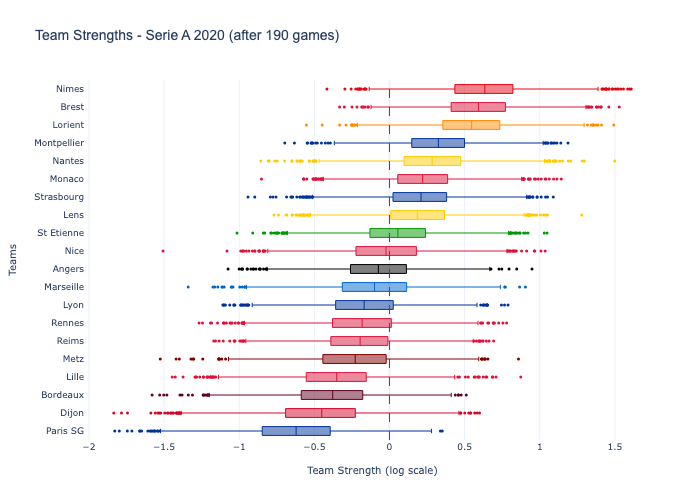 Team Strengths - Serie A 2020 (after 190 games)
Nimes
Brest
Lorient
Montpellier
Nantes
Monaco
Strasbourg
Lens
St Etienne
Nice
Angers
Marseille
Lyon
Rennes
Reims
Metz
Lille
Bordeaux
Dijon
Paris SG
Teams
−2 −1.5 −1 −0.5 0 0.5 1 1.5
Team Strength (log scale)